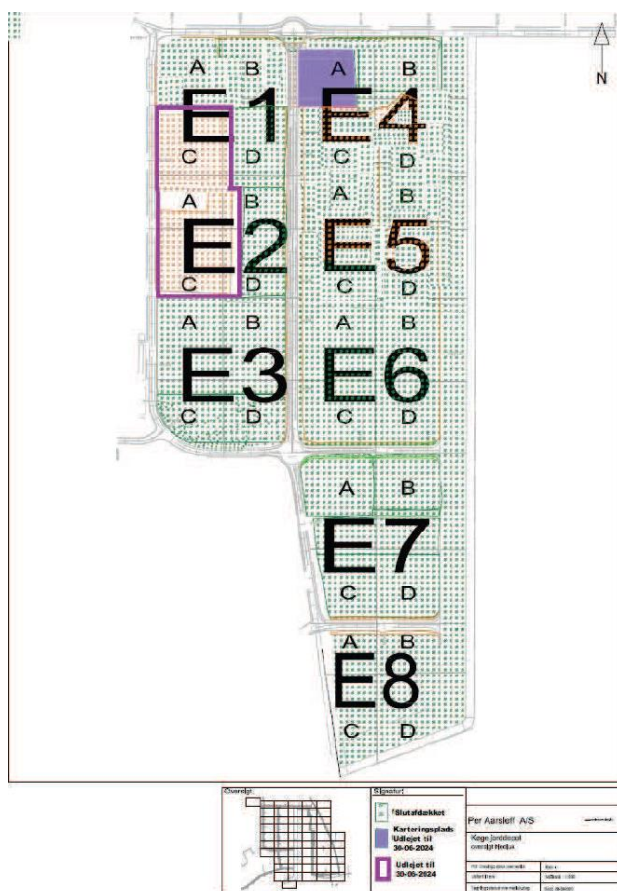 N
A B A B
E1 E4
C D C D
A B A B
E2 E5
C D C D
A B A B
E3 E6
C D C D
A B
E7
C D
A B
E8
C D
Oversigt:
Signatur:
Slutafdækket
Karteringsplads
Udlejet til
30-06-2024
Udlejet til
30-06-2024
Per Aarsleff A/S
Køge Jorddepot